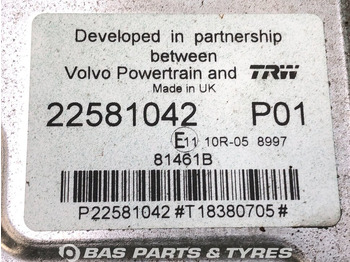 Developed in partnership
between
Volvo Powertrain and TRW
Made in UK
22581042 P01
E11 10R-05 8997
81461B
P22581042#T18380705#
BAS PARTS & TYRES